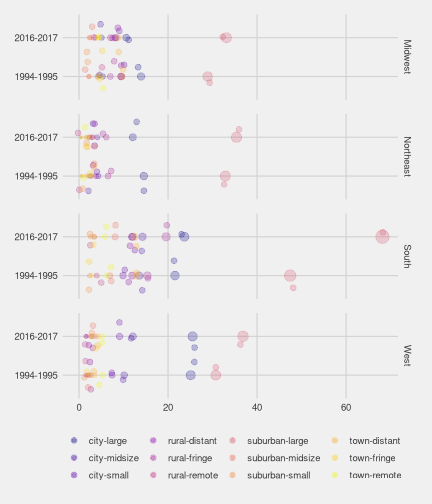 2016-2017
1994-1995
Midwest
2016-2017
1994-1995
Northeast
2016-2017
1994-1995
South
2016-2017
1994-1995
West
0 20 40 60
city-large rural-distant suburban-large town-distant
city-midsize rural-fringe suburban-midsize town-fringe
city-small rural-remote suburban-small town-remote